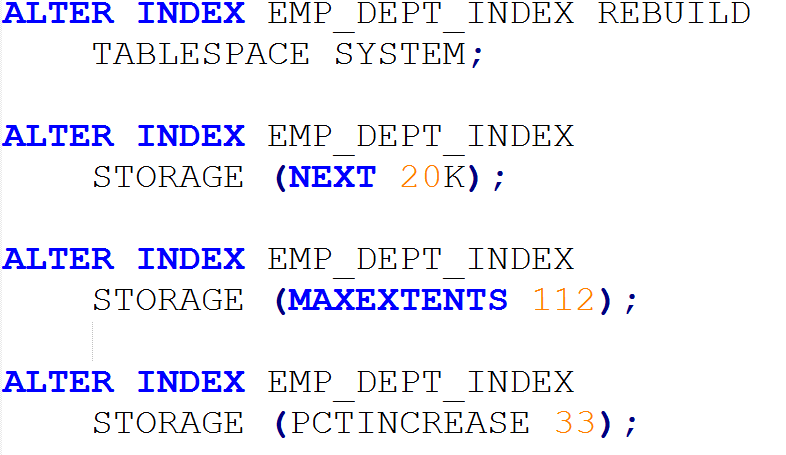 ALTER INDEX EMP_DEPT_INDEX REBUILD
TABLESPACE SYSTEM;
ALTER INDEX EMP_DEPT_INDEX
STORAGE (NEXT 20K);
ALTER INDEX EMP_DEPT_INDEX
STORAGE (MAXEXTENTS 112);
ALTER INDEX EMP_DEPT_INDEX
STORAGE (PCTINCREASE 33);